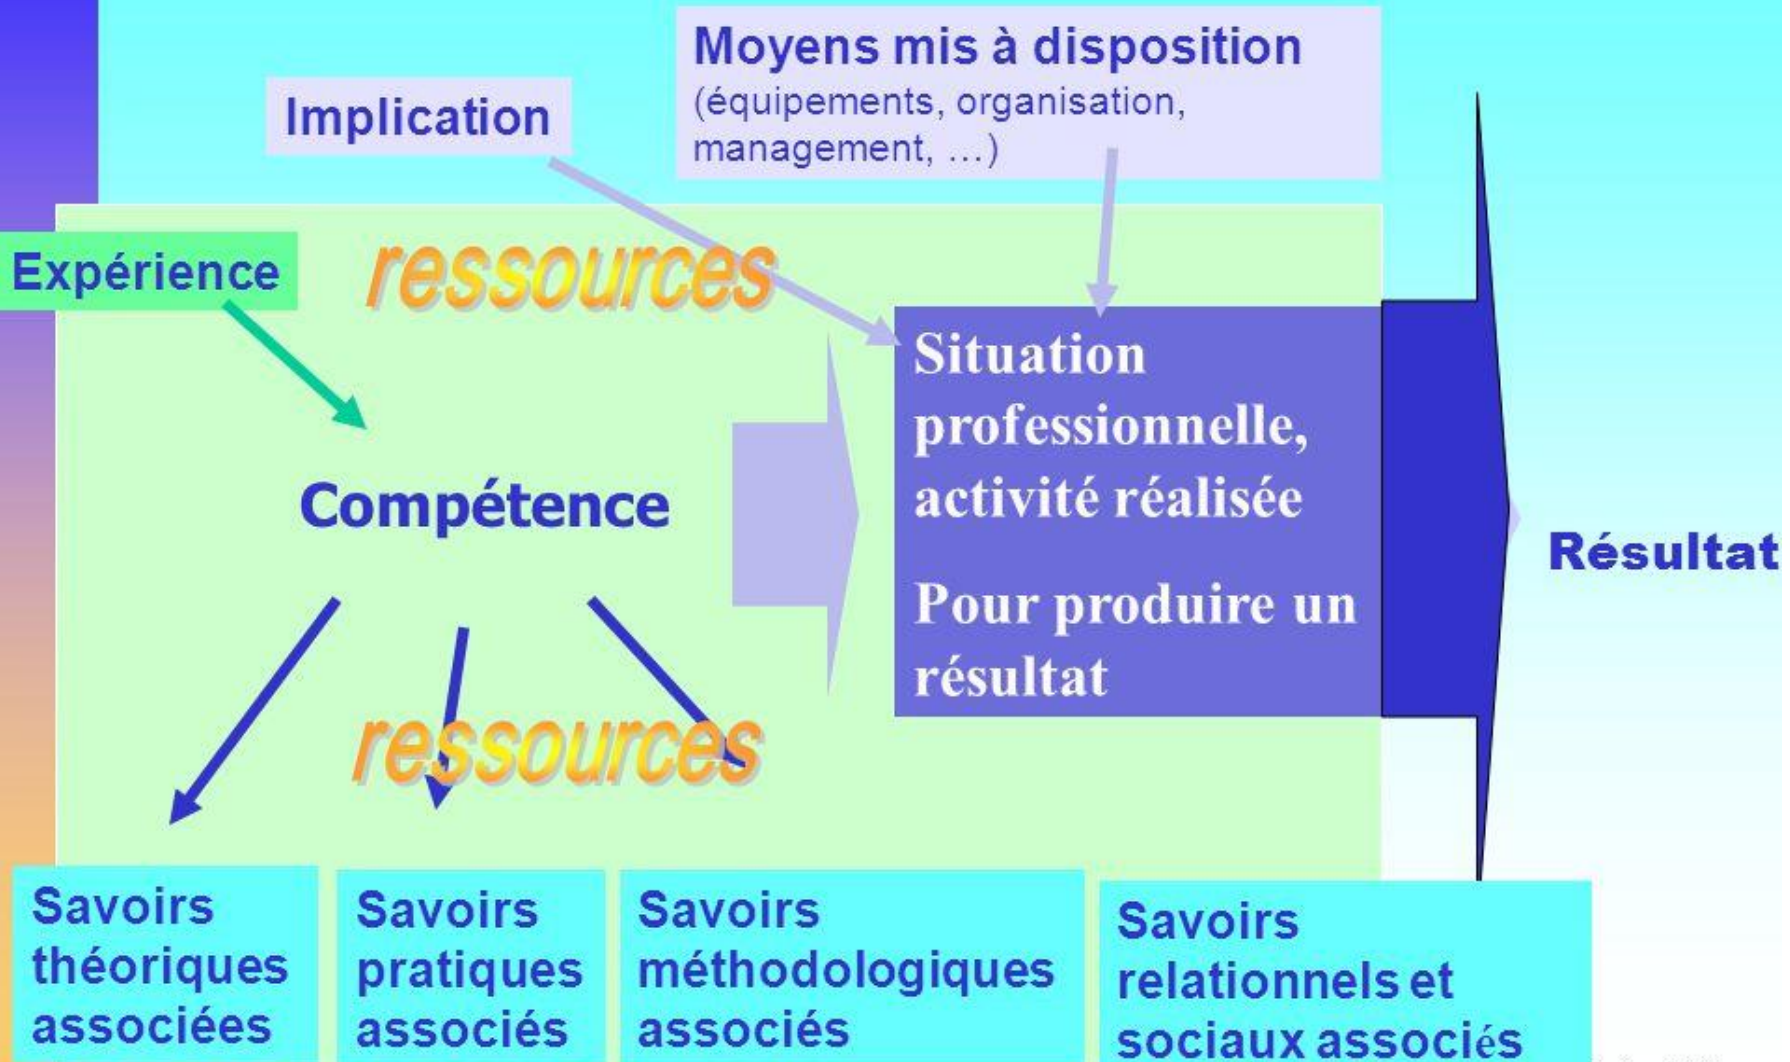 Moyens mis à disposition
(équipements, organisation,
management, ...)
Implication
Expérience
ressources
Compétence
Situation
professionnelle,
activité réalisée
Pour produire un
résultat
Résultat
ressources
Savoirs
théoriques
associées
Savoirs
pratiques
associés
Savoirs
méthodologiques
associés
Savoirs
relationnels et
sociaux associés